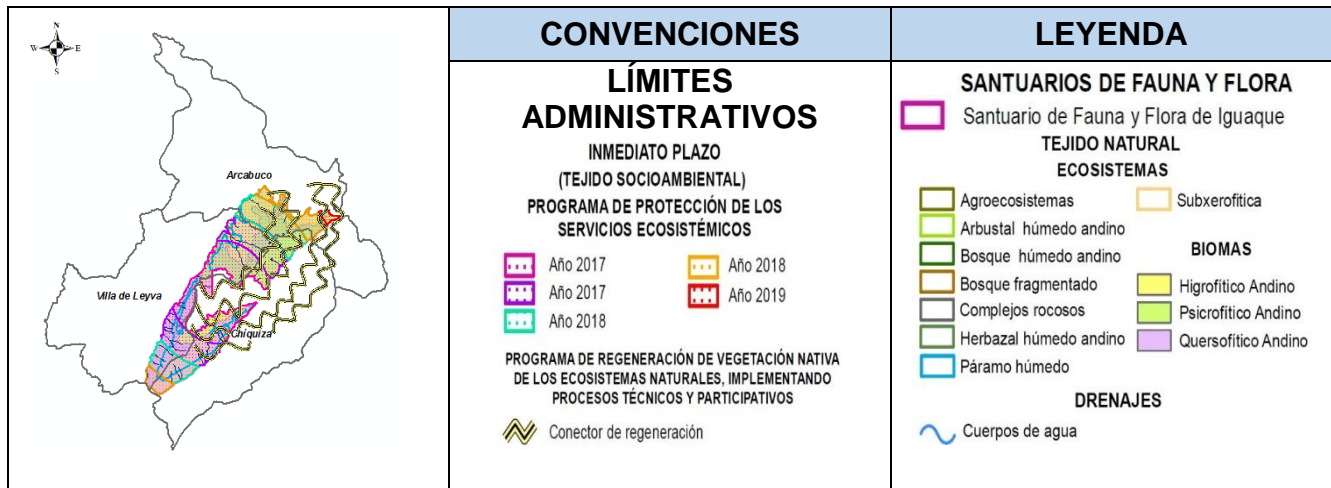 N
W E
S
Arcabuco
Villa de Leyva
Chíquiza
CONVENCIONES
LÍMITES
ADMINISTRATIVOS
INMEDIATO PLAZO
(TEJIDO SOCIOAMBIENTAL)
PROGRAMA DE PROTECCIÓN DE LOS
SERVICIOS ECOSISTÉMICOS
Año 2017
Año 2018
Año 2017
Año 2019
Año 2018
PROGRAMA DE REGENERACIÓN DE VEGETACIÓN NATIVA
DE LOS ECOSISTEMAS NATURALES, IMPLEMENTANDO
PROCESOS TÉCNICOS Y PARTICIPATIVOS
Conector de regeneración
LEYENDA
SANTUARIOS DE FAUNA Y FLORA
Santuario de Fauna y Flora de Iguaque
TEJIDO NATURAL
ECOSISTEMAS
Agroecosistemas
Arbustal húmedo andino
Bosque húmedo andino
Bosque fragmentado
Complejos rocosos
Herbazal húmedo andino
Páramo húmedo
Subxerofítica
BIOMAS
Higrofítico Andino
Psicrofítico Andino
Quersofítico Andino
DRENAJES
Cuerpos de agua